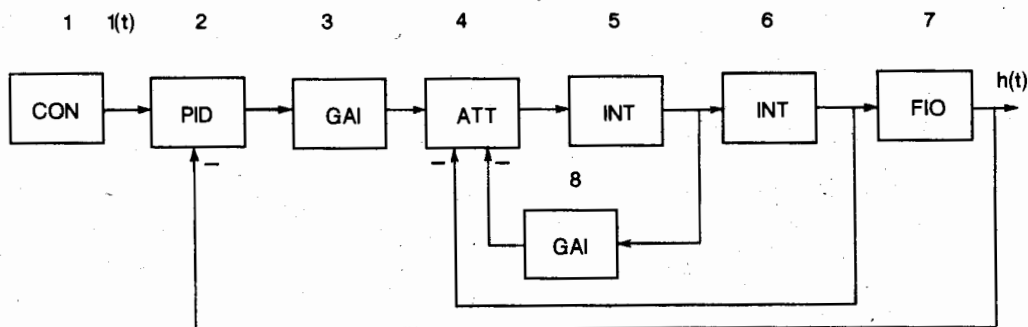 1 1(t) 2 3 4 5 6 7
h(t)
CON PID GAI ATT INT INT FIO
− − −
8
GAI